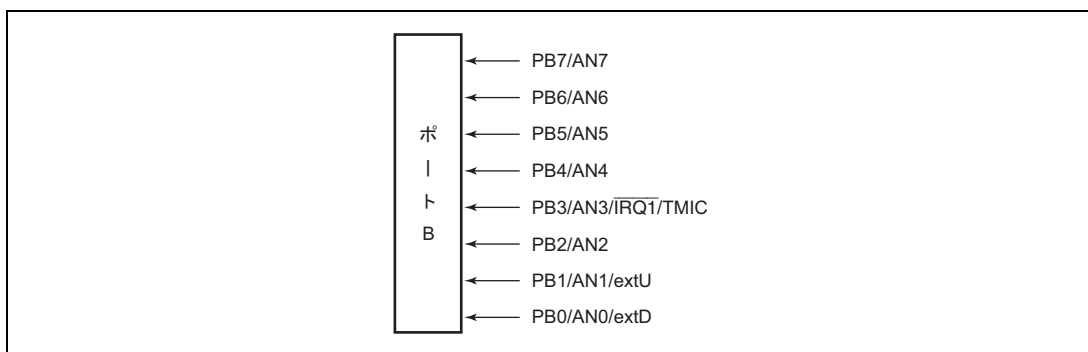 ポートB
PB7/AN7
PB6/AN6
PB5/AN5
PB4/AN4
PB3/AN3/IRQ1/TMIC
PB2/AN2
PB1/AN1/extU
PB0/AN0/extD